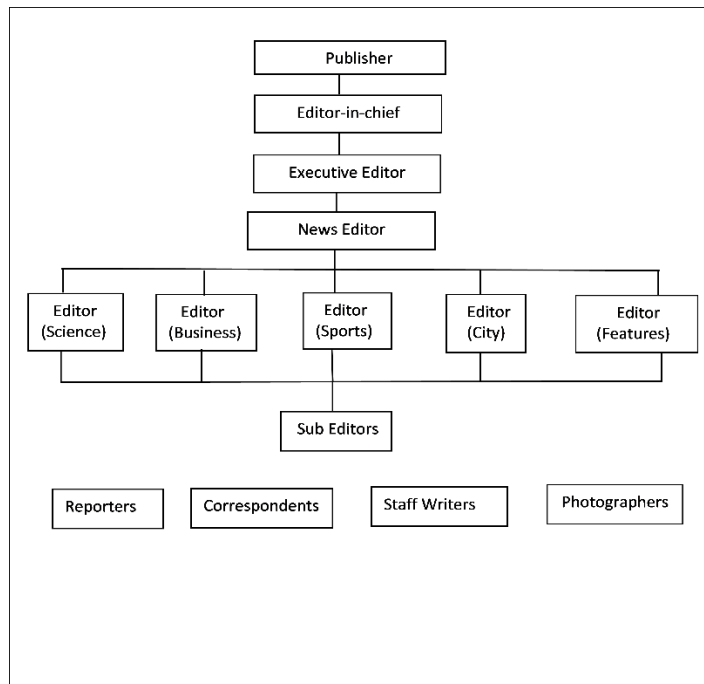 Publisher
Editor-in-chief
Executive Editor
News Editor
Editor
(Science)
Editor
(Business)
Editor
(Sports)
Editor
(City)
Editor
(Features)
Sub Editors
Reporters
Correspondents
Staff Writers
Photographers